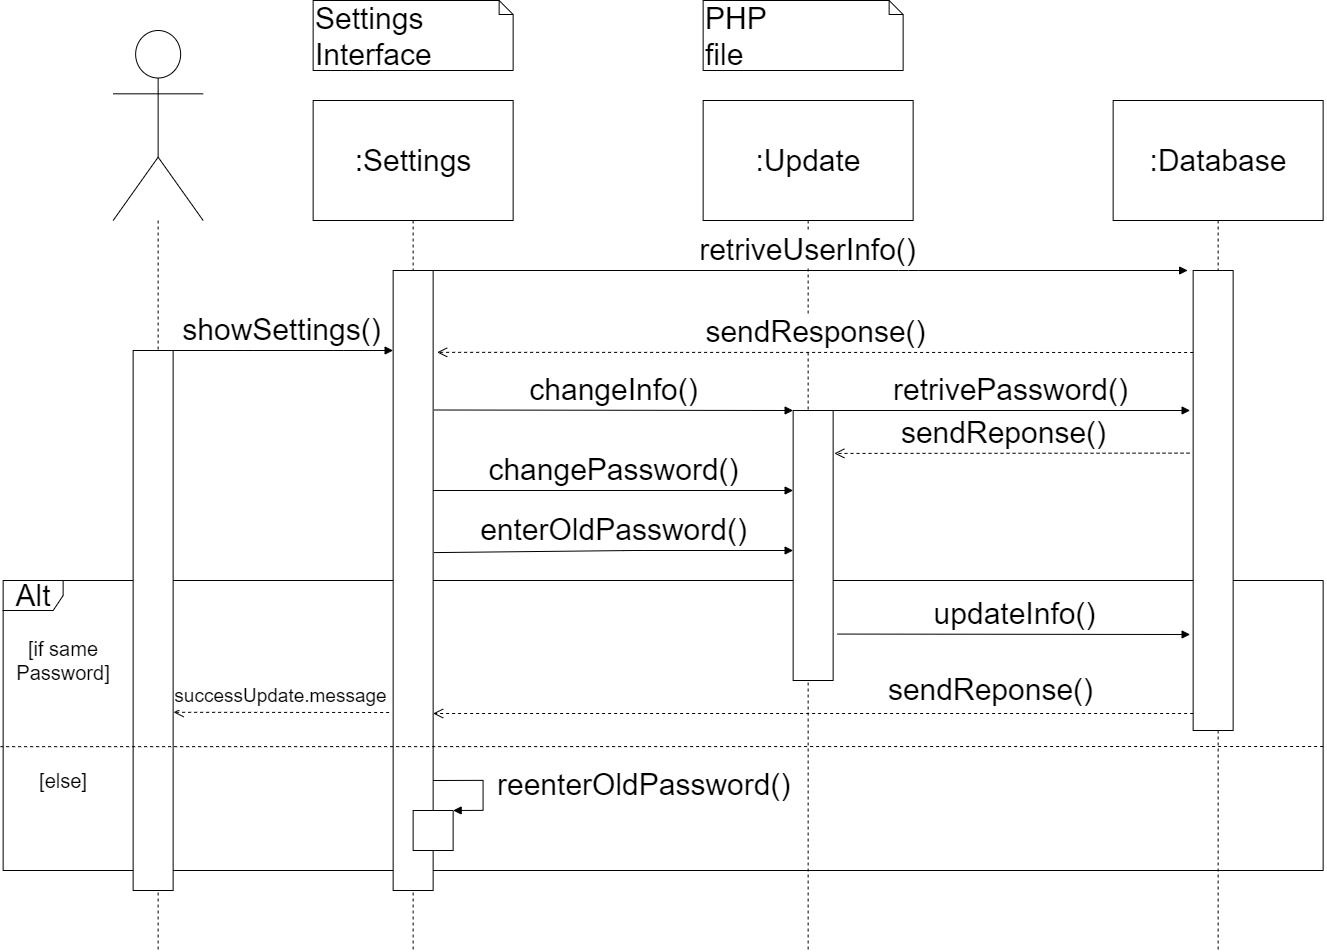 Settings
Interface
PHP
file
:Settings
:Update
:Database
retriveUserInfo()
showSettings()
sendResponse()
changeInfo()
retrivePassword()
sendReponse()
changePassword()
enterOldPassword()
Alt
updateInfo()
[if same
Password]
successUpdate.message
sendReponse()
[else]
reenterOldPassword()